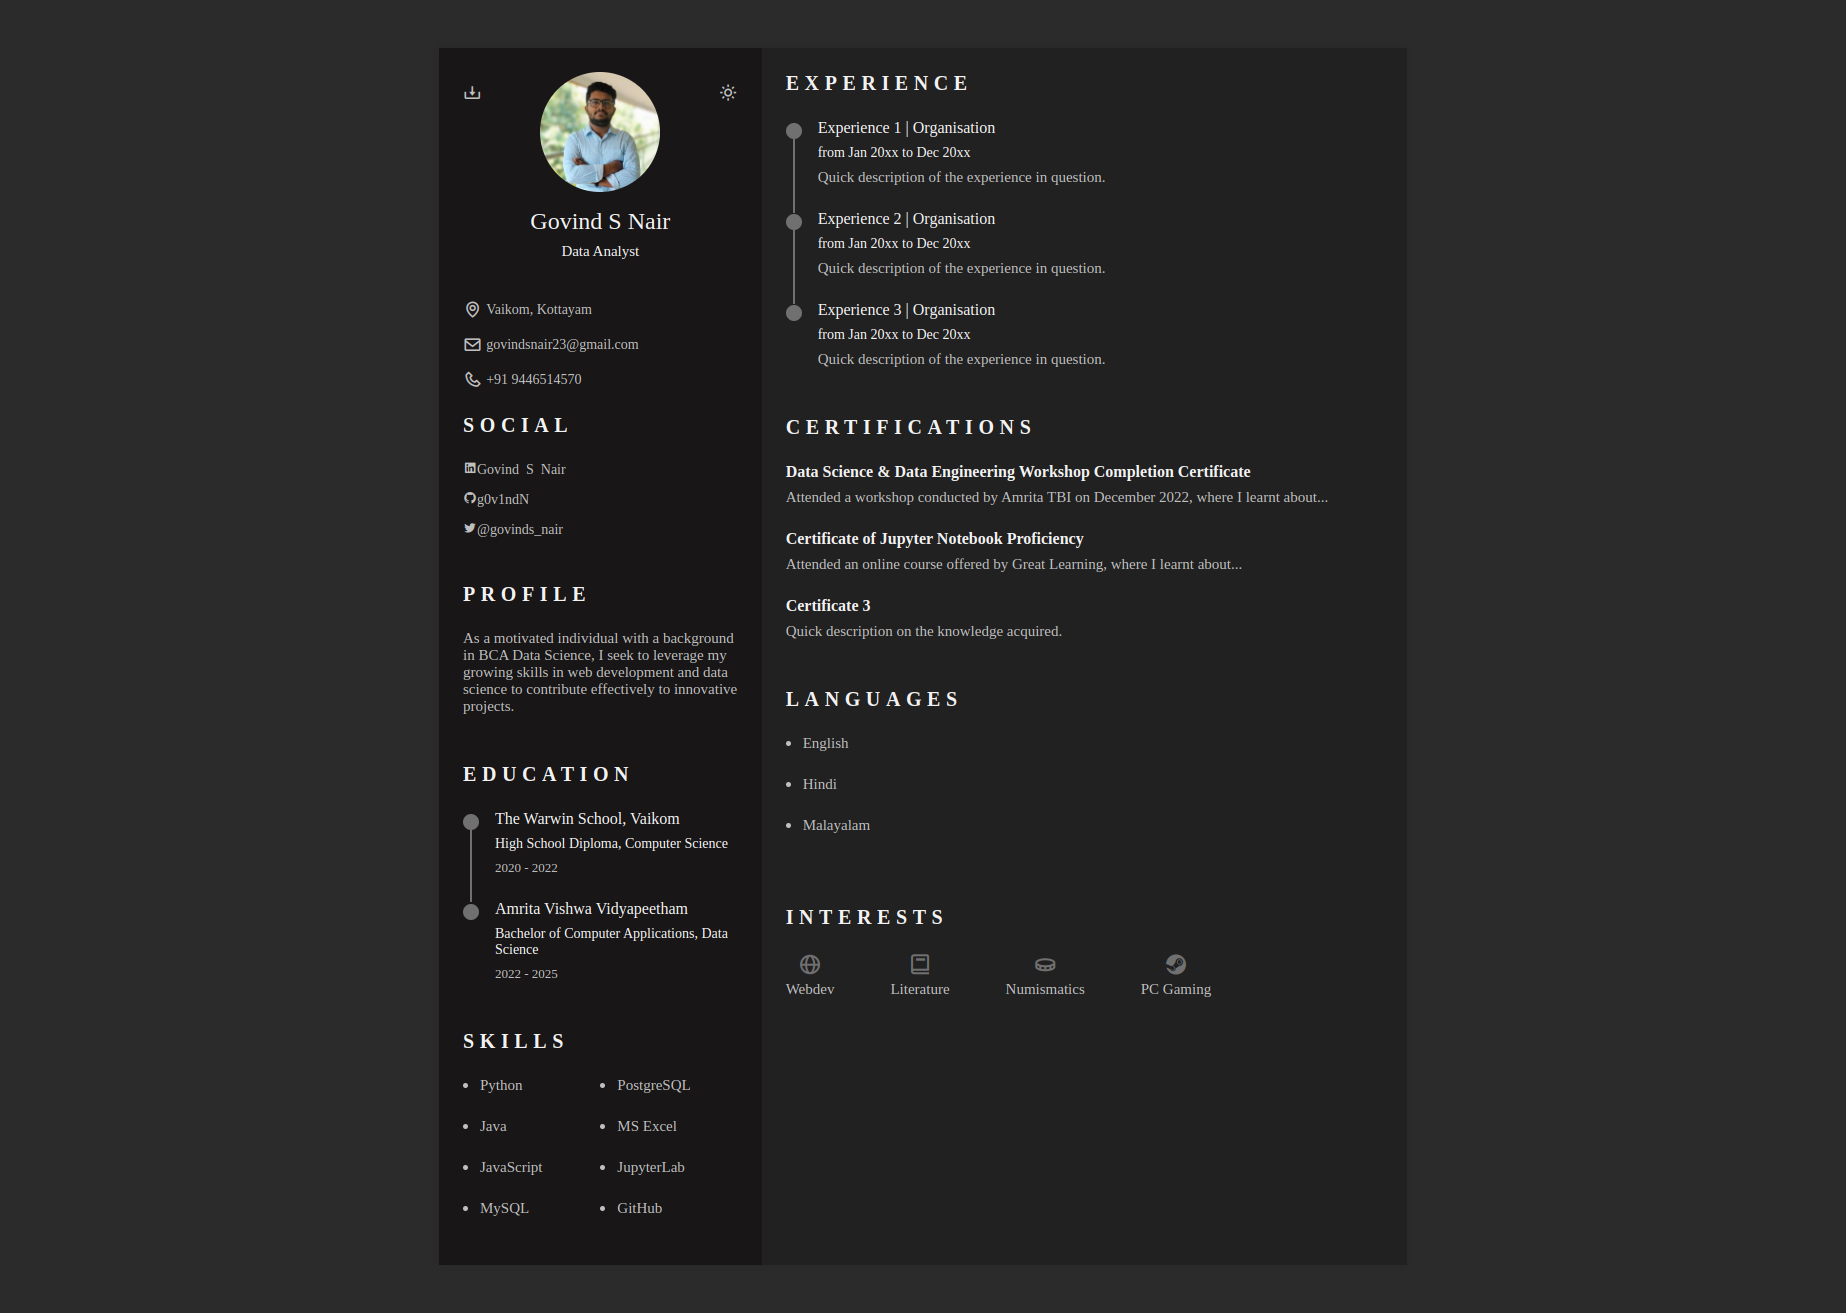 Govind S Nair
Data Analyst
Vaikom, Kottayam
govindsnair23@gmail.com
+91 9446514570
SOCIAL
Govind S Nair
g0v1ndN
@govinds_nair
PROFILE
As a motivated individual with a background
in BCA Data Science, I seek to leverage my
growing skills in web development and data
science to contribute effectively to innovative
projects.
EDUCATION
The Warwin School, Vaikom
High School Diploma, Computer Science
2020 - 2022
Amrita Vishwa Vidyapeetham
Bachelor of Computer Applications, Data
Science
2022 - 2025
SKILLS
Python
Java
JavaScript
MySQL
PostgreSQL
MS Excel
JupyterLab
GitHub
EXPERIENCE
Experience 1 | Organisation
from Jan 20xx to Dec 20xx
Quick description of the experience in question.
Experience 2 | Organisation
from Jan 20xx to Dec 20xx
Quick description of the experience in question.
Experience 3 | Organisation
from Jan 20xx to Dec 20xx
Quick description of the experience in question.
CERTIFICATIONS
Data Science & Data Engineering Workshop Completion Certificate
Attended a workshop conducted by Amrita TBI on December 2022, where I learnt about...
Certificate of Jupyter Notebook Proficiency
Attended an online course offered by Great Learning, where I learnt about...
Certificate 3
Quick description on the knowledge acquired.
LANGUAGES
English
Hindi
Malayalam
INTERESTS
Webdev
Literature
Numismatics
PC Gaming